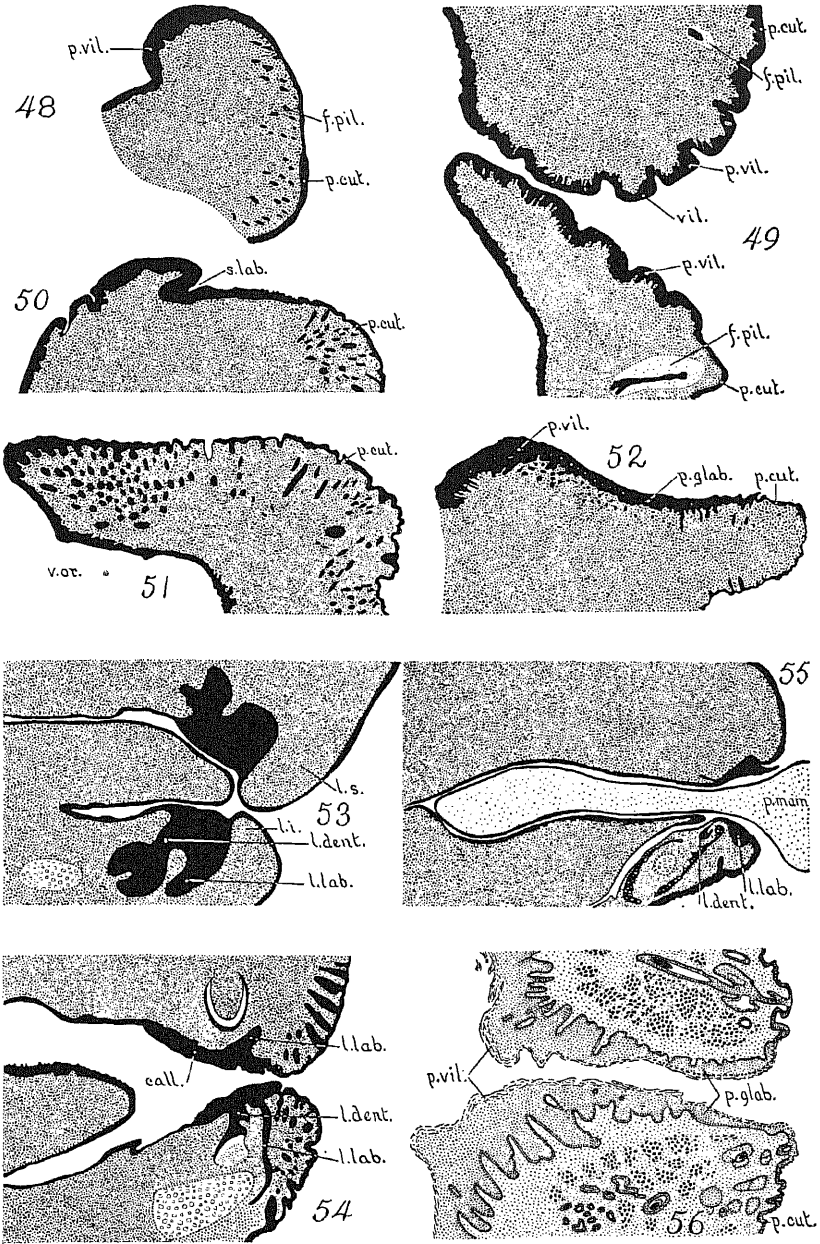 p.vil.
48
f.pil.
p.cut.
p.cut.
f.pil.
p.vil.
vil.
49
p.vil.
f.pil.
p.cut.
s.lab.
50
p.cut.
p.cut.
v.or.
51
p.vil.
52
p.glab.
p.cut.
l.s.
53
l.i.
l.dent.
l.lab.
55
p.mam.
l.lab.
l.dent.
l.lab.
call.
l.dent.
l.lab.
54
p.vil.
p.glab.
56
p.cut.